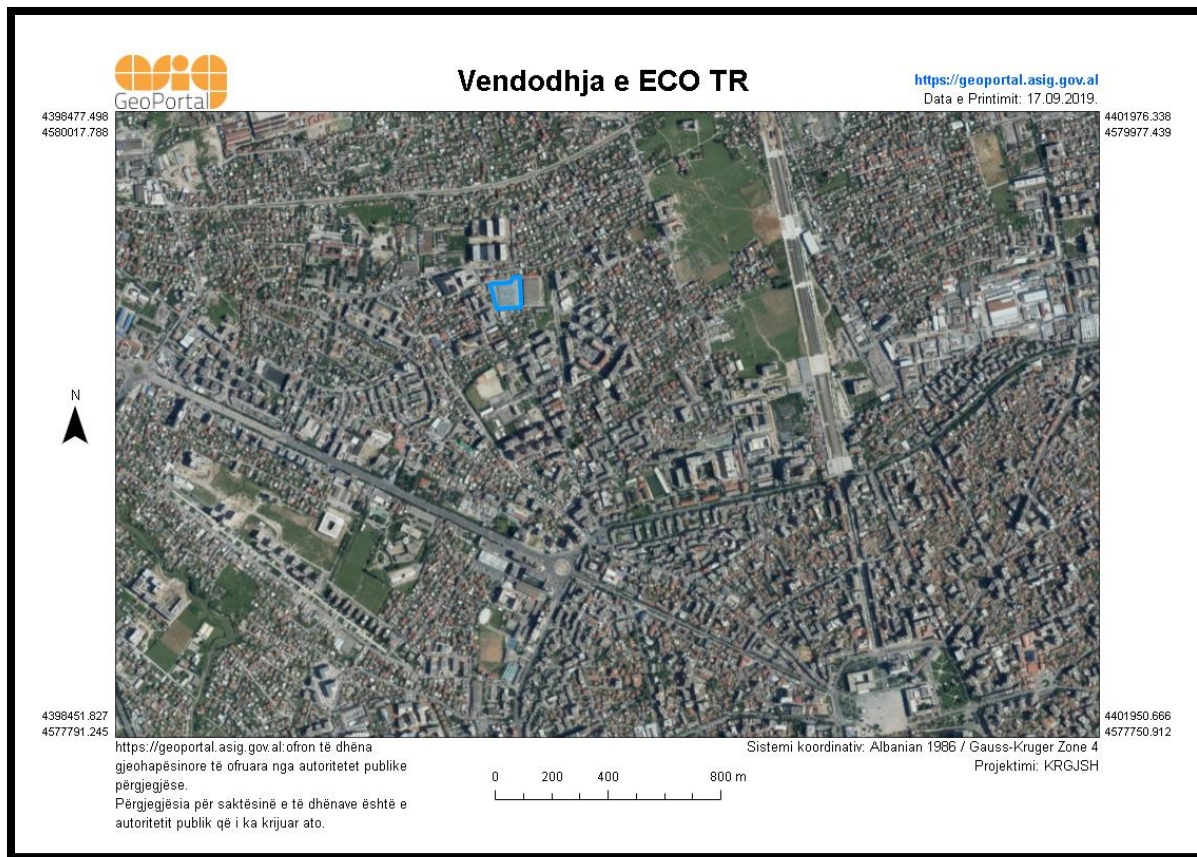 asig
GeoPortal
Vendodhja e ECO TR
https://geoportal.asig.gov.al
Data e Printimit: 17.09.2019.
4398477.498
4580017.788
4401976.338
4579977.439
N
4398451.827
4577791.245
4401950.666
4577750.912
https://geoportal.asig.gov.al:ofron të dhëna
gjeohapësinore të ofruara nga autoritetet publike
përgjegjëse.
Përgjegjësia për saktësinë e të dhënave është e
autoritetit publik që i ka krijuar ato.
0 200 400 800 m
Sistemi koordinativ: Albanian 1986 / Gauss-Kruger Zone 4
Projektimi: KRGJSH